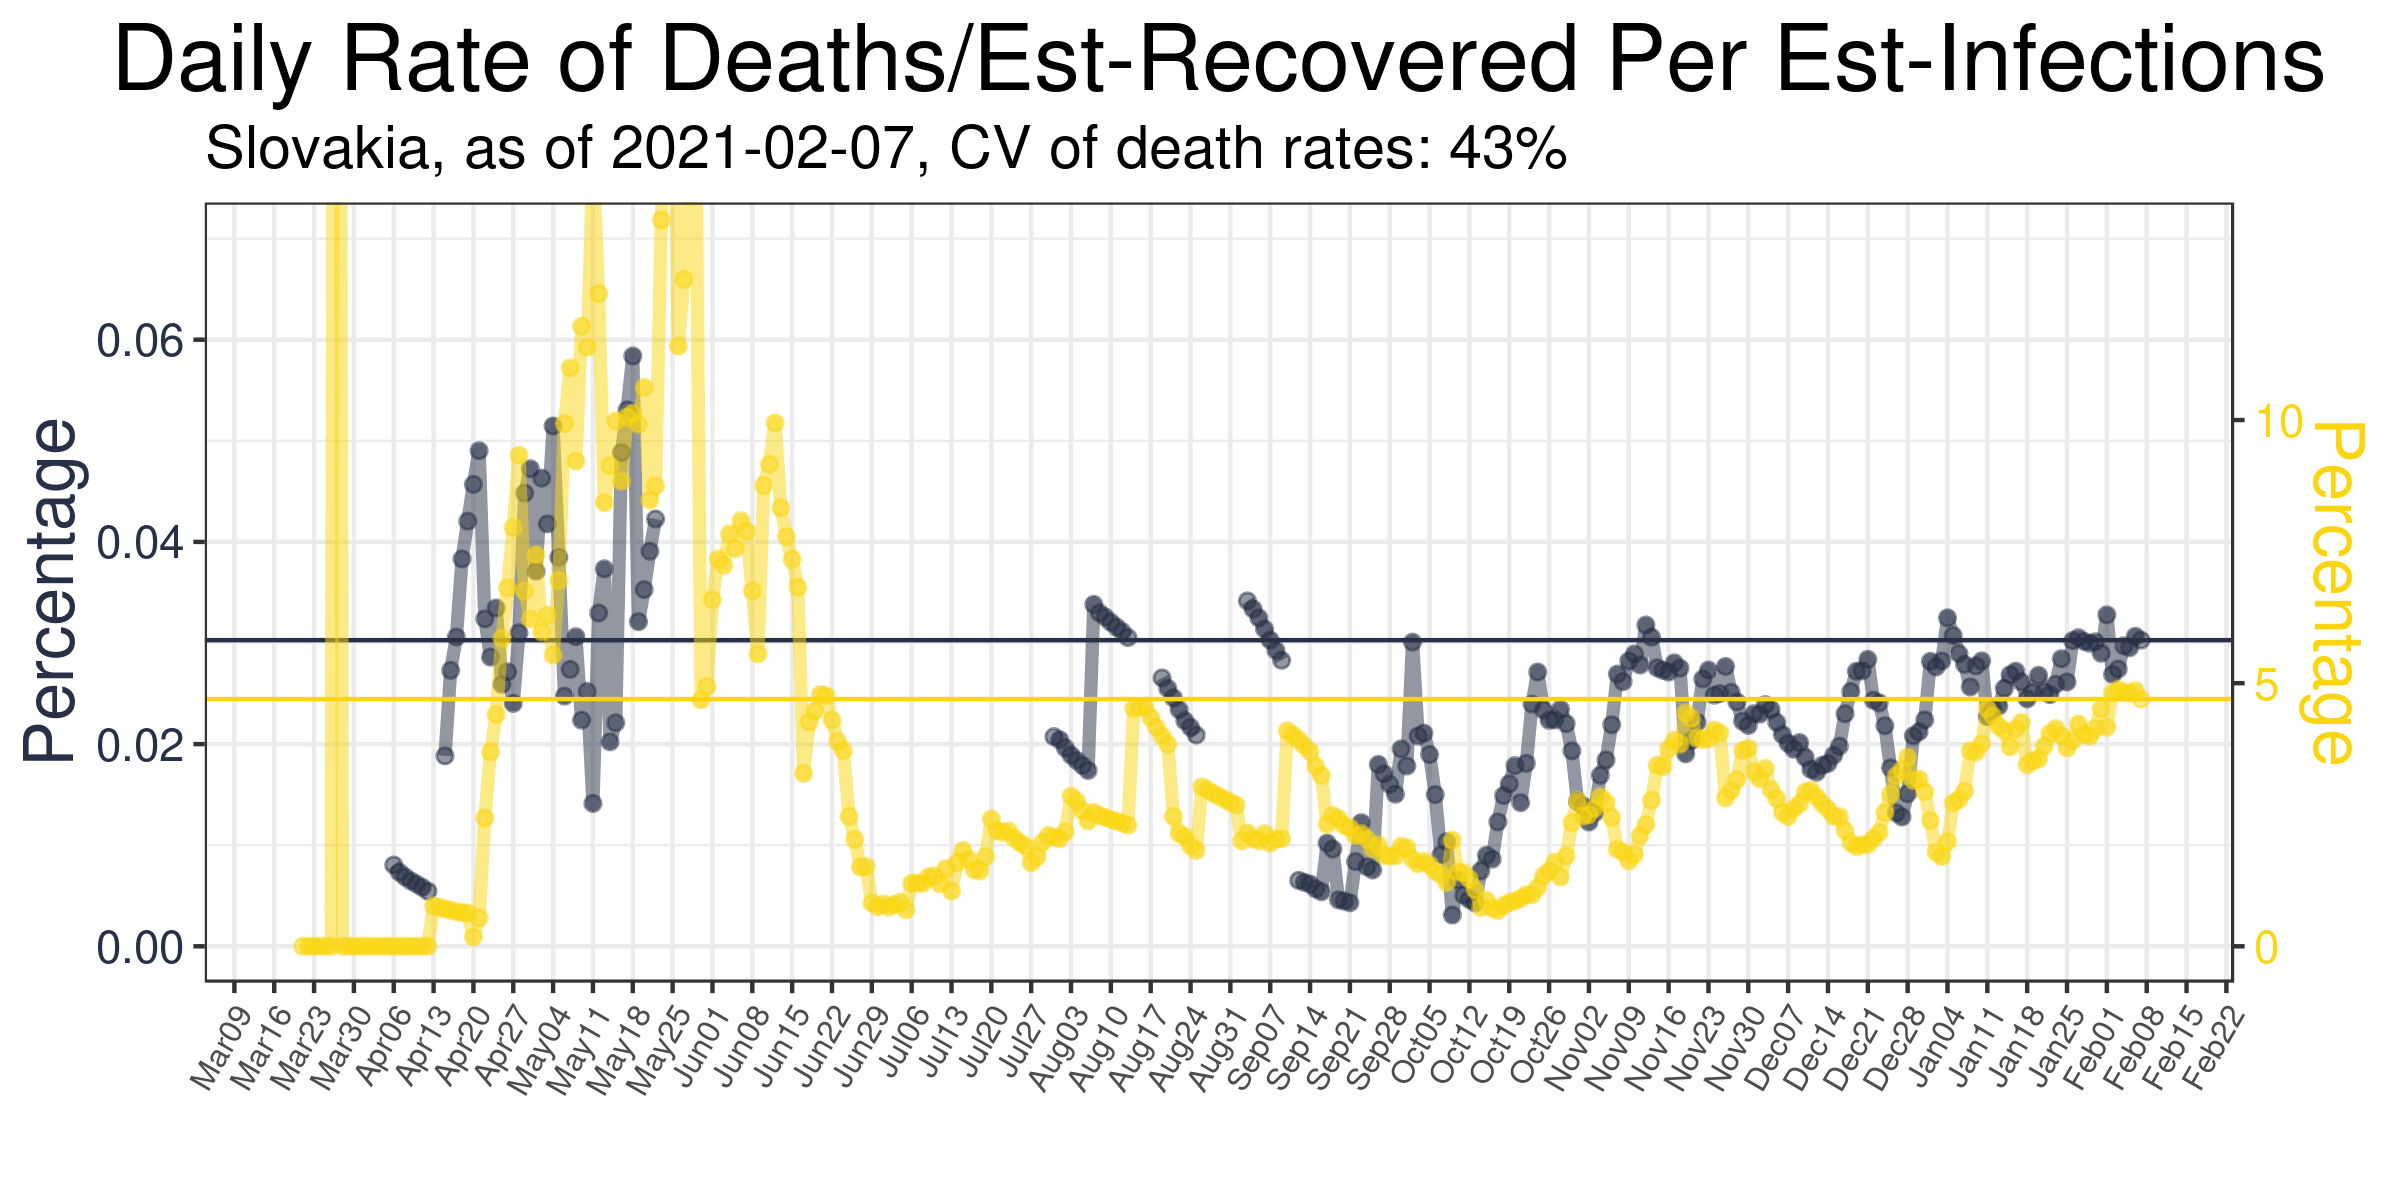 Daily Rate of Deaths/Est-Recovered Per Est-Infections
Slovakia, as of 2021-02-07, CV of death rates: 43%
Percentage
0.06
0.04
0.02
0.00
10
5
0
Percentage
Mar09
Mar16
Mar23
Mar30
Apr06
Apr13
Apr20
Apr27
May04
May11
May18
May25
Jun01
Jun08
Jun15
Jun22
Jun29
Jul06
Jul13
Jul20
Jul27
Aug03
Aug10
Aug17
Aug24
Aug31
Sep07
Sep14
Sep21
Sep28
Oct05
Oct12
Oct19
Oct26
Nov02
Nov09
Nov16
Nov23
Nov30
Dec07
Dec14
Dec21
Dec28
Jan04
Jan11
Jan18
Jan25
Feb01
Feb08
Feb15
Feb22